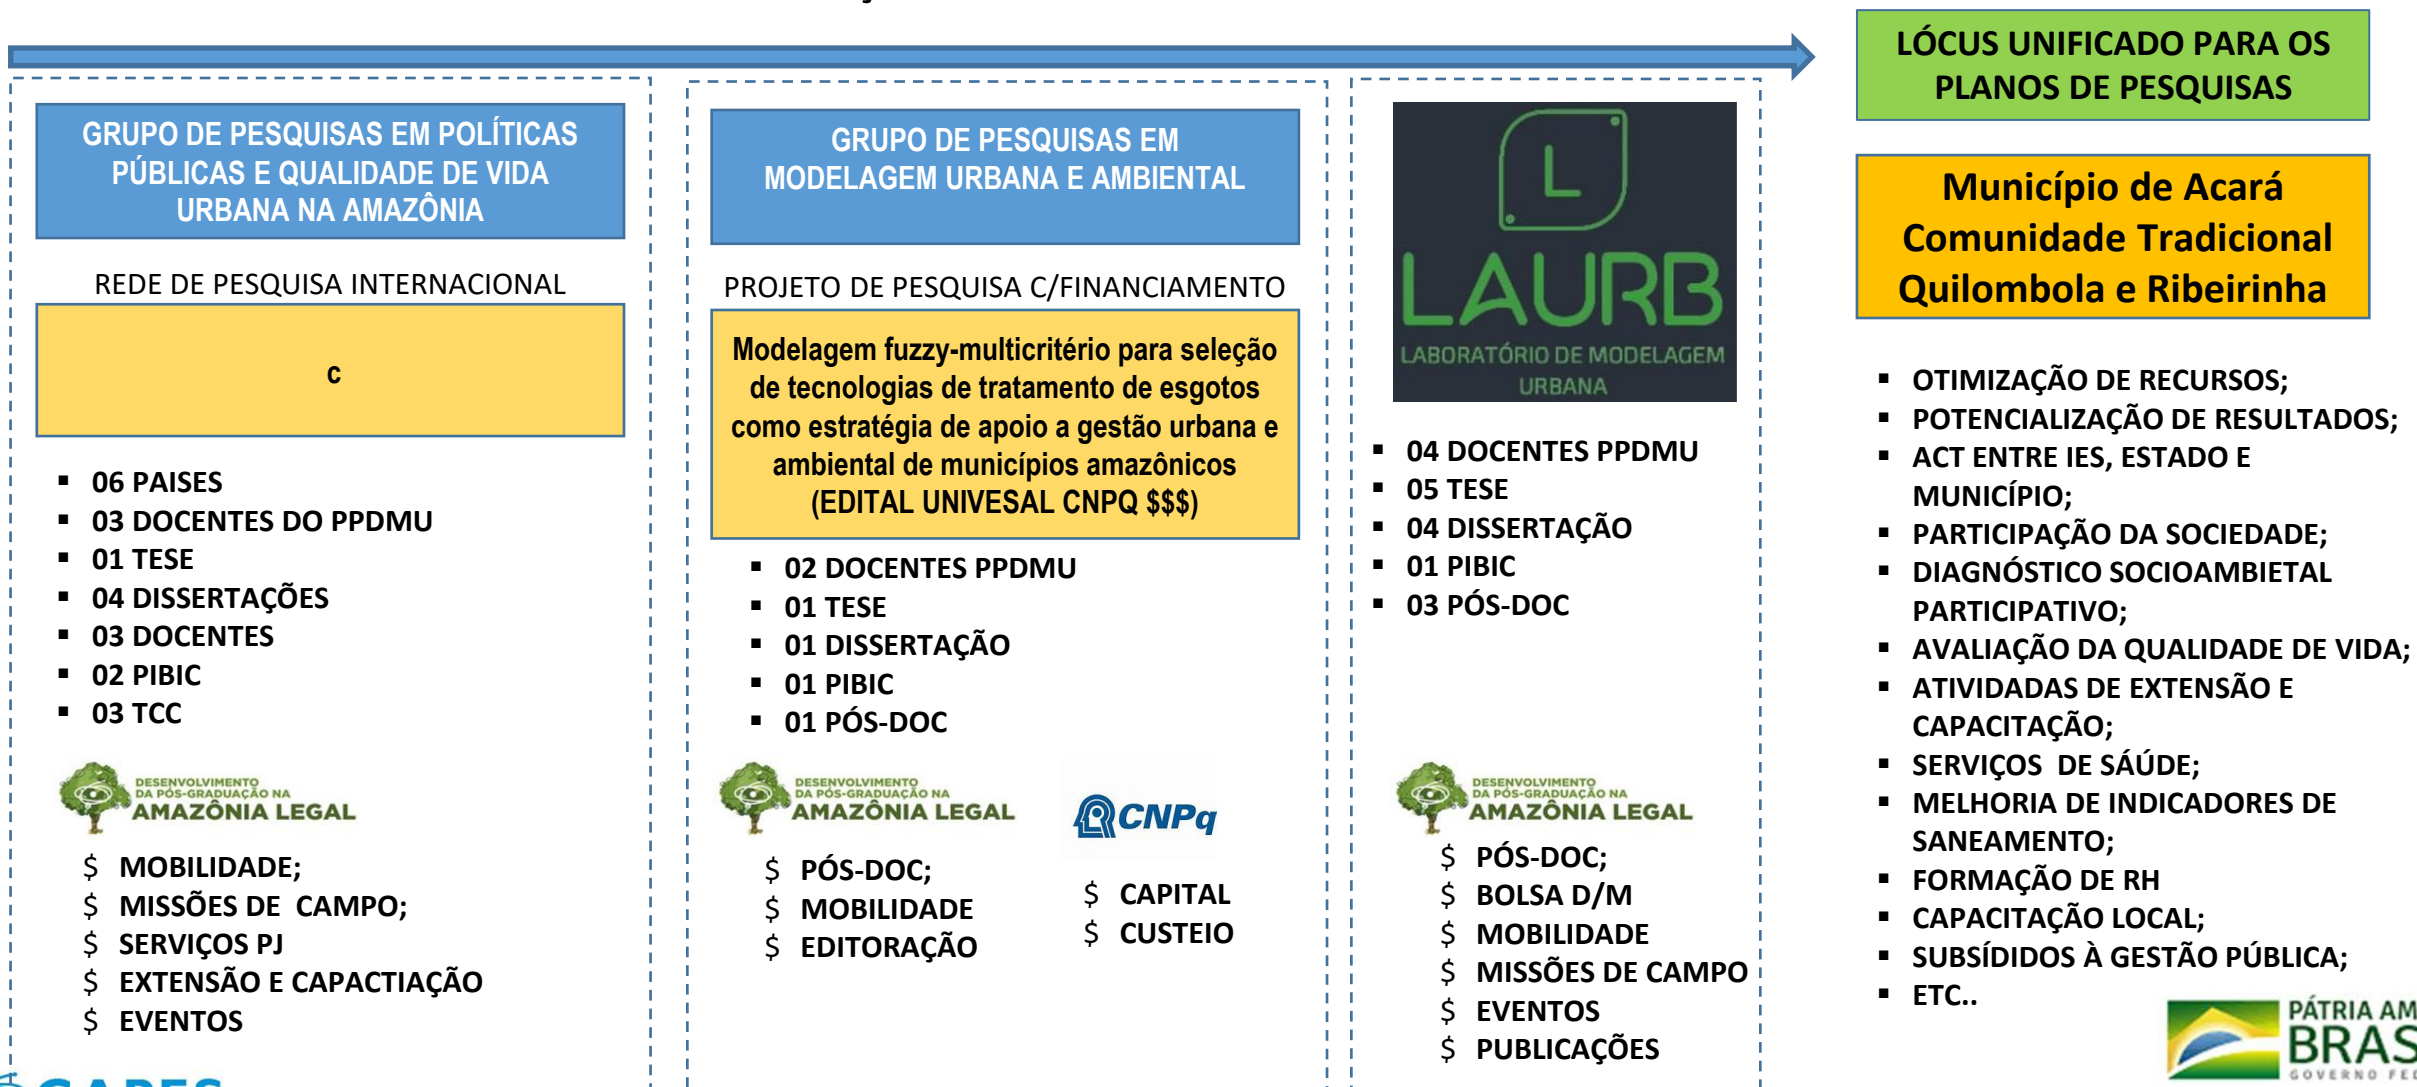 GRUPO DE PESQUISAS EM POLÍTICAS
PÚBLICAS E QUALIDADE DE VIDA
URBANA NA AMAZÔNIA
REDE DE PESQUISA INTERNACIONAL
c
▪ 06 PAISES
▪ 03 DOCENTES DO PPDMU
▪ 01 TESE
▪ 04 DISSERTAÇÕES
▪ 03 DOCENTES
▪ 02 PIBIC
▪ 03 TCC
DESENVOLVIMENTO
DA PÓS-GRADUAÇÃO NA
AMAZÔNIA LEGAL
$ MOBILIDADE;
$ MISSÕES DE CAMPO;
$ SERVIÇOS PJ
$ EXTENSÃO E CAPACTIAÇÃO
$ EVENTOS
GRUPO DE PESQUISAS EM
MODELAGEM URBANA E AMBIENTAL
PROJETO DE PESQUISA C/FINANCIAMENTO
Modelagem fuzzy-multicritério para seleção
de tecnologias de tratamento de esgotos
como estratégia de apoio a gestão urbana e
ambiental de municípios amazônicos
(EDITAL UNIVESAL CNPQ $$$)
▪ 02 DOCENTES PPDMU
▪ 01 TESE
▪ 01 DISSERTAÇÃO
▪ 01 PIBIC
▪ 01 PÓS-DOC
DESENVOLVIMENTO
DA PÓS-GRADUAÇÃO NA
AMAZÔNIA LEGAL
$ PÓS-DOC;
$ MOBILIDADE
$ EDITORAÇÃO
CNPq
$ CAPITAL
$ CUSTEIO
L
LAURB
LABORATÓRIO DE MODELAGEM
URBANA
▪ 04 DOCENTES PPDMU
▪ 05 TESE
▪ 04 DISSERTAÇÃO
▪ 01 PIBIC
▪ 03 PÓS-DOC
DESENVOLVIMENTO
DA PÓS-GRADUAÇÃO NA
AMAZÔNIA LEGAL
$ PÓS-DOC;
$ BOLSA D/M
$ MOBILIDADE
$ MISSÕES DE CAMPO
$ EVENTOS
$ PUBLICAÇÕES
LÓCUS UNIFICADO PARA OS
PLANOS DE PESQUISAS
Município de Acará
Comunidade Tradicional
Quilombola e Ribeirinha
▪ OTIMIZAÇÃO DE RECURSOS;
▪ POTENCIALIZAÇÃO DE RESULTADOS;
▪ ACT ENTRE IES, ESTADO E
MUNICÍPIO;
▪ PARTICIPAÇÃO DA SOCIEDADE;
▪ DIAGNÓSTICO SOCIOAMBIETAL
PARTICIPATIVO;
▪ AVALIAÇÃO DA QUALIDADE DE VIDA;
▪ ATIVIDADAS DE EXTENSÃO E
CAPACITAÇÃO;
▪ SERVIÇOS DE SÁÚDE;
▪ MELHORIA DE INDICADORES DE
SANEAMENTO;
▪ FORMAÇÃO DE RH
▪ CAPACITAÇÃO LOCAL;
▪ SUBSÍDIDOS À GESTÃO PÚBLICA;
▪ ETC..
PÁTRIA AM
BRAS
GOVERNO FED
CAPES